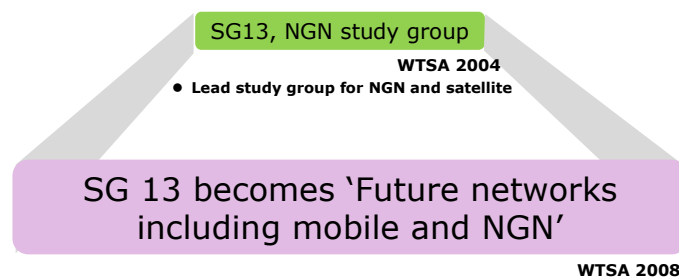 SG13, NGN study group
WTSA 2004
● Lead study group for NGN and satellite
SG 13 becomes ‘Future networks
including mobile and NGN’
WTSA 2008